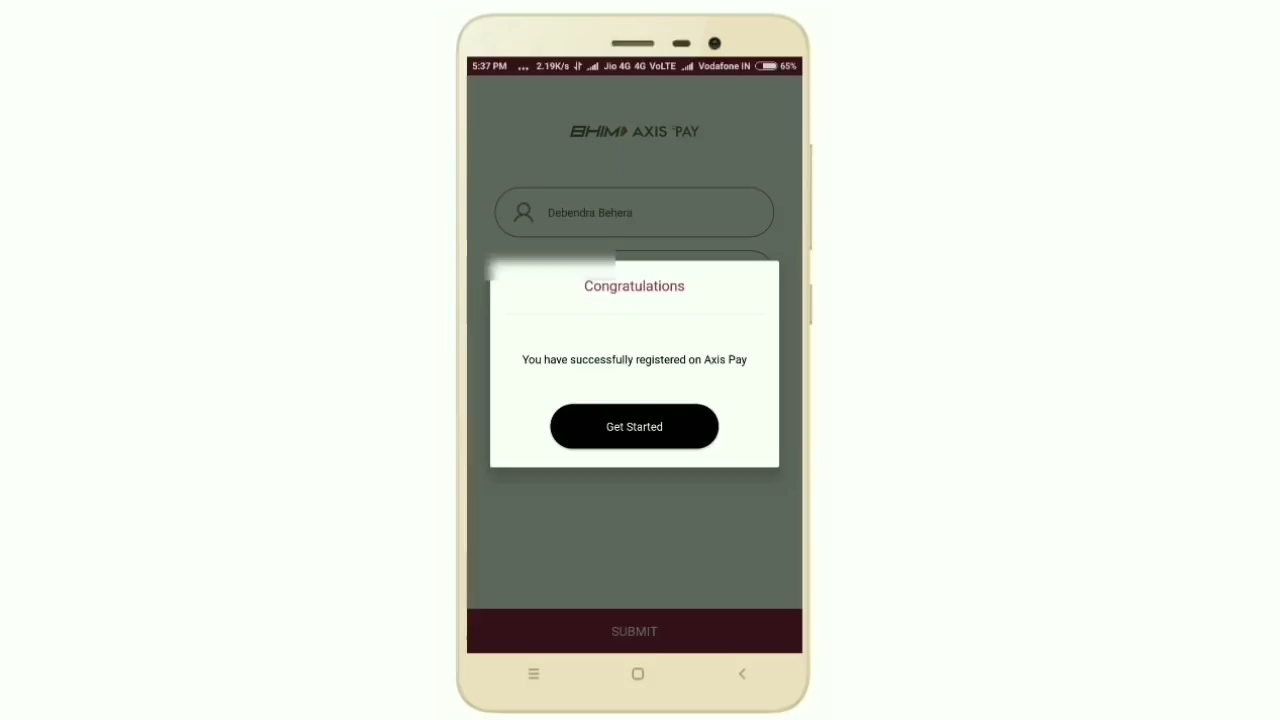 5:37 PM ... 2.19K/s Jio 4G 4G VoLTE Vodafone IN 65%
BHIM AXIS PAY
Debendra Behera
Congratulations
You have successfully registered on Axis Pay
Get Started
SUBMIT